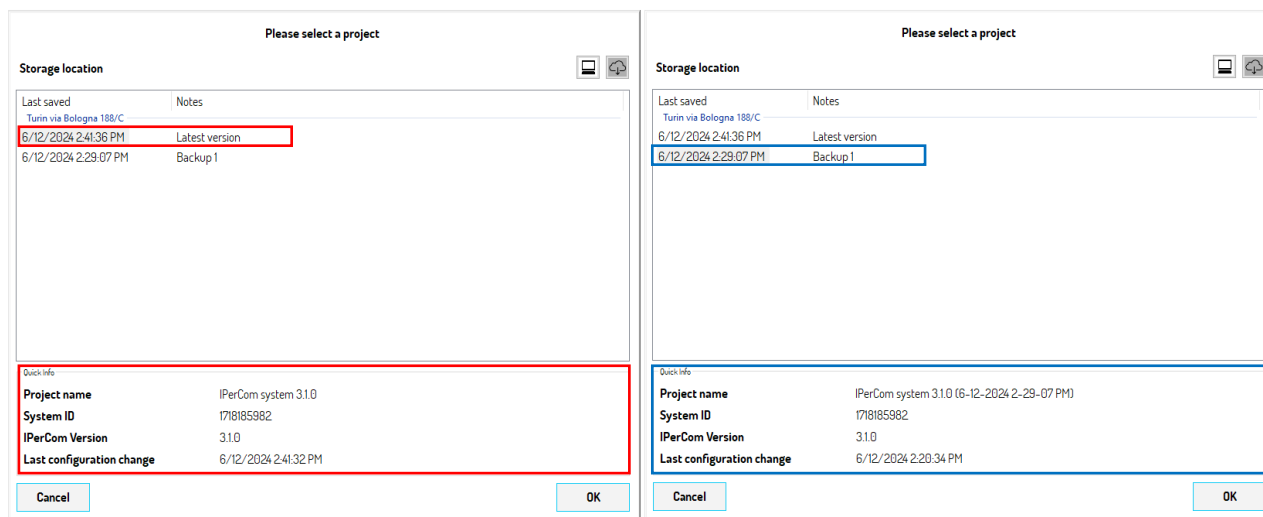 Please select a project
Storage location
Last saved Notes
Turin via Bologna 188/C
6/12/2024 2:41:36 PM Latest version
6/12/2024 2:29:07 PM Backup 1
Quick Info
Project name IPerCom system 3.1.0
System ID 1718185982
IPerCom Version 3.1.0
Last configuration change 6/12/2024 2:41:32 PM
Cancel OK
Please select a project
Storage location
Last saved Notes
Turin via Bologna 188/C
6/12/2024 2:41:36 PM Latest version
6/12/2024 2:29:07 PM Backup 1
Quick Info
Project name IPerCom system 3.1.0 (6-12-2024 2-29-07 PM)
System ID 1718185982
IPerCom Version 3.1.0
Last configuration change 6/12/2024 2:20:34 PM
Cancel OK